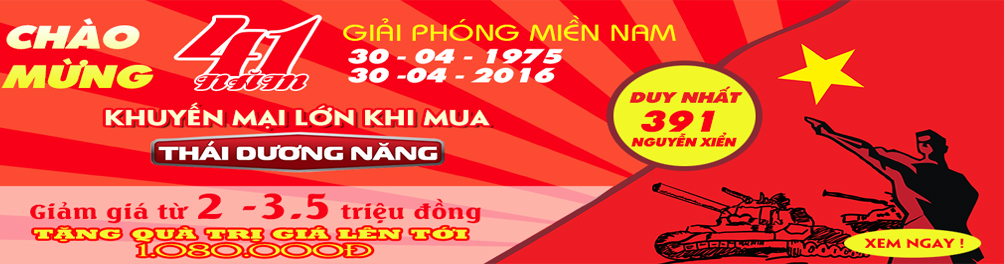 CHÀO
MỪNG
41
NĂM
GIẢI PHÓNG MIỀN NAM
30 - 04 - 1975
30 -04 - 2016
KHUYẾN MẠI LỚN KHI MUA
THÁI DƯƠNG NĂNG
Giảm giá từ 2 -3,5 triệu đồng
TẶNG QUÀ TRỊ GIÁ LÊN TỚI
1.080.000Đ
DUY NHẤT
391
NGUYỄN XIỂN
XEM NGAY !